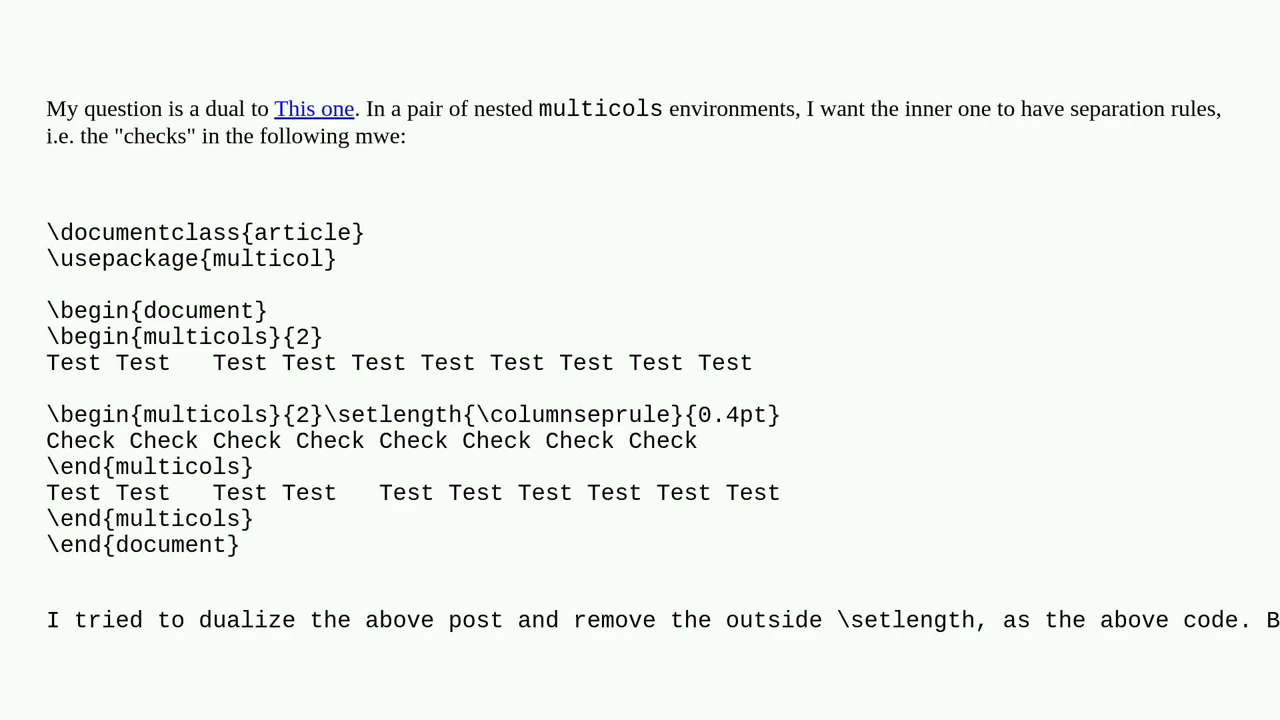 My question is a dual to This one. In a pair of nested multicols environments, I want the inner one to have separation rules,
i.e. the "checks" in the following mwe:
\documentclass{article}
\usepackage{multicol}
\begin{document}
\begin{multicols}{2}
Test Test   Test Test Test Test Test Test Test Test
\begin{multicols}{2}\setlength{\columnseprule}{0.4pt}
Check Check Check Check Check Check Check Check
\end{multicols}
Test Test   Test Test   Test Test Test Test Test Test
\end{multicols}
\end{document}
I tried to dualize the above post and remove the outside \setlength, as the above code.